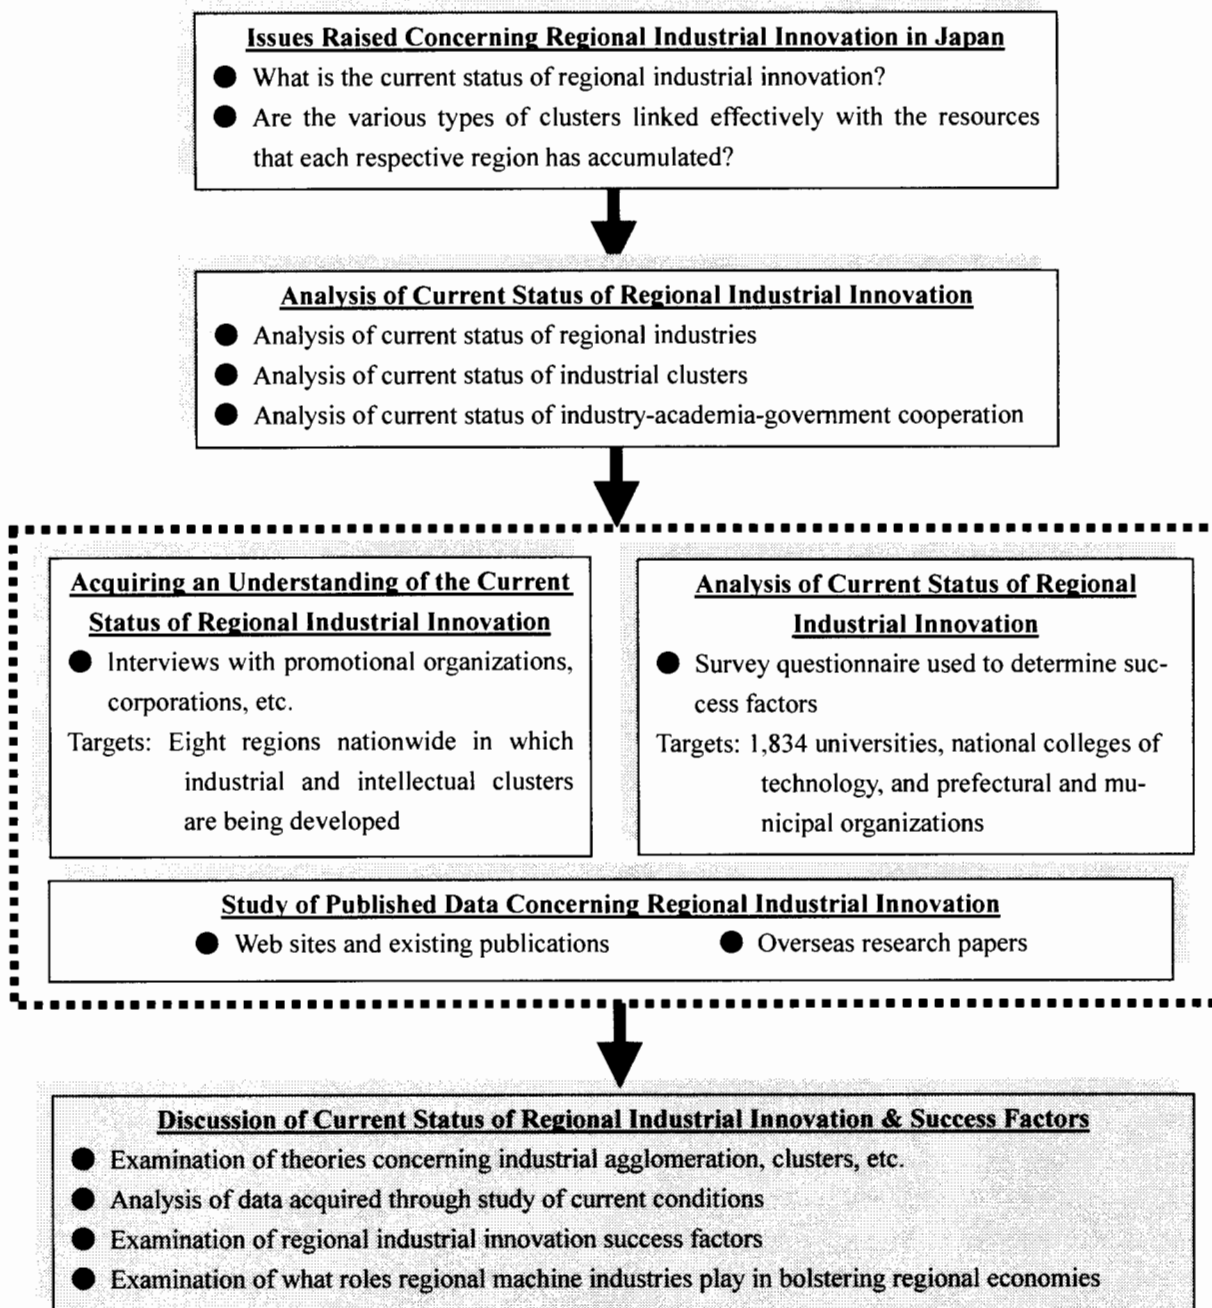 Issues Raised Concerning Regional Industrial Innovation in Japan
● What is the current status of regional industrial innovation?
● Are the various types of clusters linked effectively with the resources
that each respective region has accumulated?
Analysis of Current Status of Regional Industrial Innovation
● Analysis of current status of regional industries
● Analysis of current status of industrial clusters
● Analysis of current status of industry-academia-government cooperation
Acquiring an Understanding of the Current
Status of Regional Industrial Innovation
● Interviews with promotional organizations,
corporations, etc.
Targets: Eight regions nationwide in which
industrial and intellectual clusters
are being developed
Analysis of Current Status of Regional
Industrial Innovation
● Survey questionnaire used to determine suc-
cess factors
Targets: 1,834 universities, national colleges of
technology, and prefectural and mu-
nicipal organizations
Study of Published Data Concerning Regional Industrial Innovation
● Web sites and existing publications ● Overseas research papers
Discussion of Current Status of Regional Industrial Innovation & Success Factors
● Examination of theories concerning industrial agglomeration, clusters, etc.
● Analysis of data acquired through study of current conditions
● Examination of regional industrial innovation success factors
● Examination of what roles regional machine industries play in bolstering regional economies